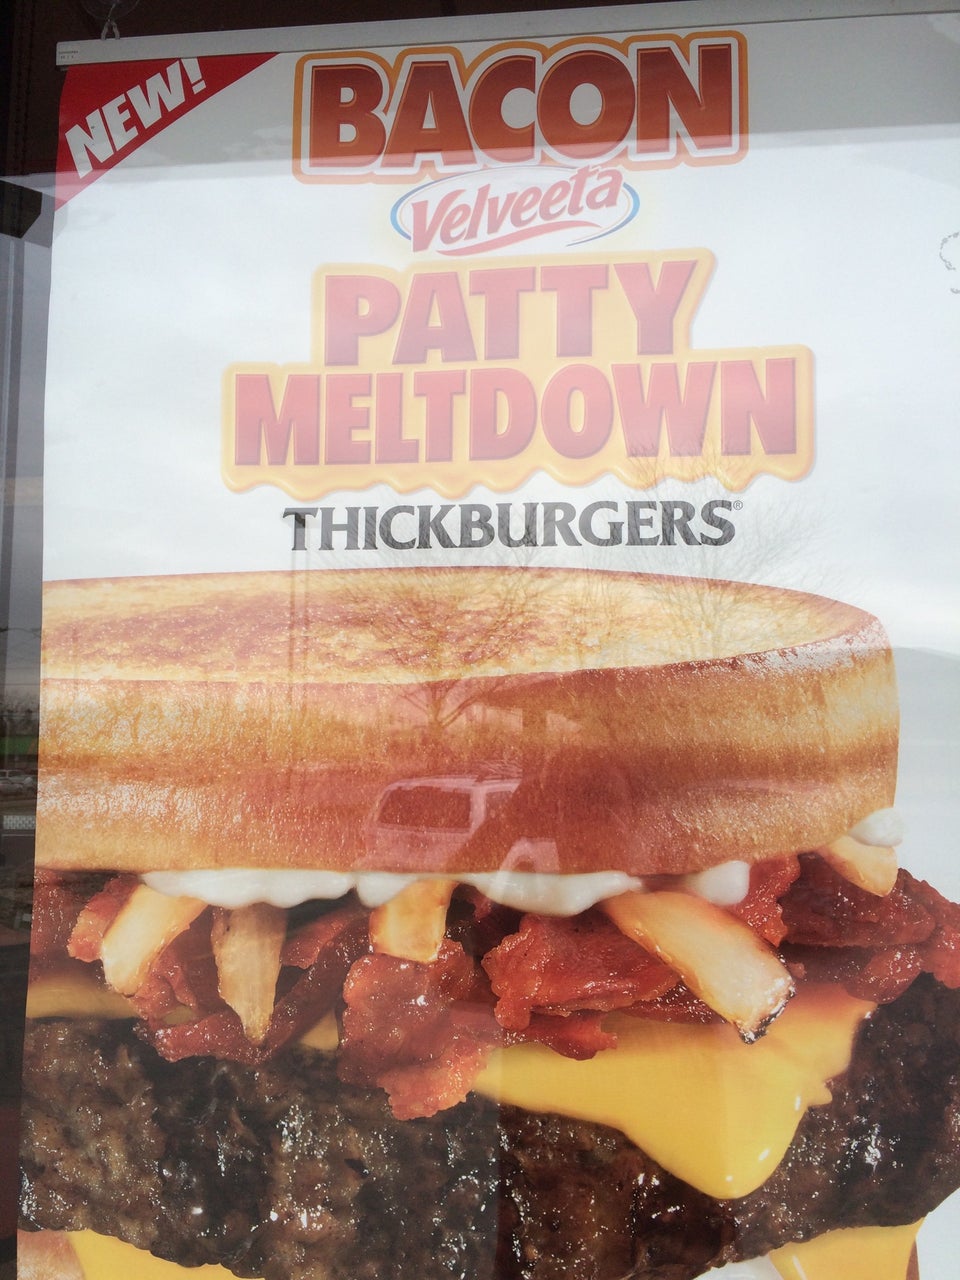 NEW!
BACON
Velveeta
PATTY
MELTDOWN
THICKBURGERS®